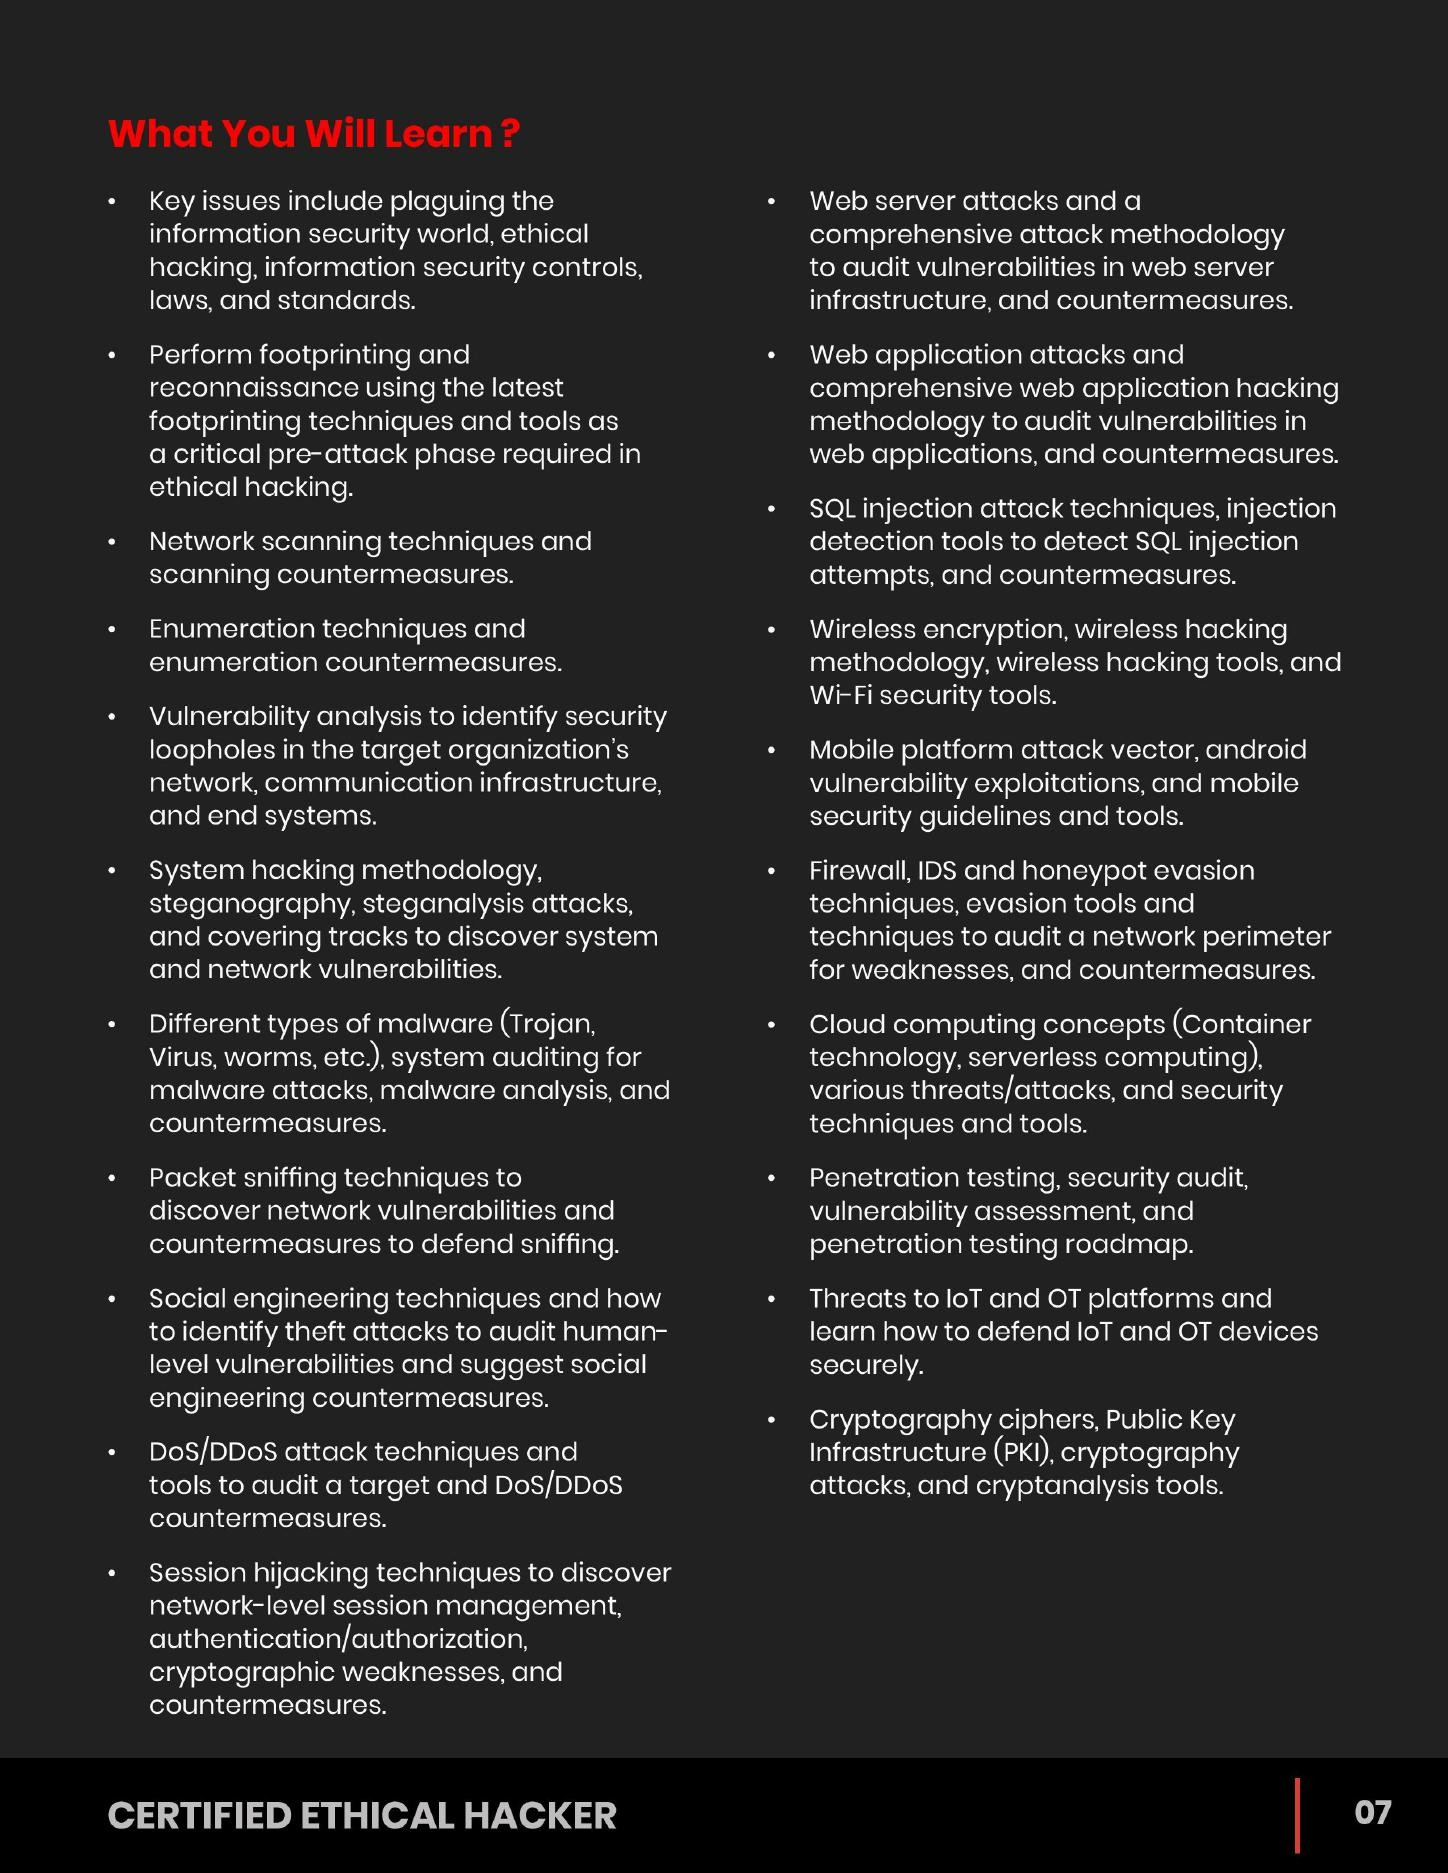 What You Will Learn ?
• Key issues include plaguing the
information security world, ethical
hacking, information security controls,
laws, and standards.
• Perform footprinting and
reconnaissance using the latest
footprinting techniques and tools as
a critical pre-attack phase required in
ethical hacking.
• Network scanning techniques and
scanning countermeasures.
• Enumeration techniques and
enumeration countermeasures.
• Vulnerability analysis to identify security
loopholes in the target organization's
network, communication infrastructure,
and end systems.
• System hacking methodology,
steganography, steganalysis attacks,
and covering tracks to discover system
and network vulnerabilities.
• Different types of malware (Trojan,
Virus, worms, etc.), system auditing for
malware attacks, malware analysis, and
countermeasures.
• Packet sniffing techniques to
discover network vulnerabilities and
countermeasures to defend sniffing.
• Social engineering techniques and how
to identify theft attacks to audit human-
level vulnerabilities and suggest social
engineering countermeasures.
• DoS/DDoS attack techniques and
tools to audit a target and DoS/DDoS
countermeasures.
• Session hijacking techniques to discover
network-level session management,
authentication/authorization,
cryptographic weaknesses, and
countermeasures.
• Web server attacks and a
comprehensive attack methodology
to audit vulnerabilities in web server
infrastructure, and countermeasures.
• Web application attacks and
comprehensive web application hacking
methodology to audit vulnerabilities in
web applications, and countermeasures.
• SQL injection attack techniques, injection
detection tools to detect SQL injection
attempts, and countermeasures.
• Wireless encryption, wireless hacking
methodology, wireless hacking tools, and
Wi-Fi security tools.
• Mobile platform attack vector, android
vulnerability exploitations, and mobile
security guidelines and tools.
• Firewall, IDS and honeypot evasion
techniques, evasion tools and
techniques to audit a network perimeter
for weaknesses, and countermeasures.
• Cloud computing concepts (Container
technology, serverless computing),
various threats/attacks, and security
techniques and tools.
• Penetration testing, security audit,
vulnerability assessment, and
penetration testing roadmap.
• Threats to IoT and OT platforms and
learn how to defend IoT and OT devices
securely.
• Cryptography ciphers, Public Key
Infrastructure (PKI), cryptography
attacks, and cryptanalysis tools.
CERTIFIED ETHICAL HACKER
07